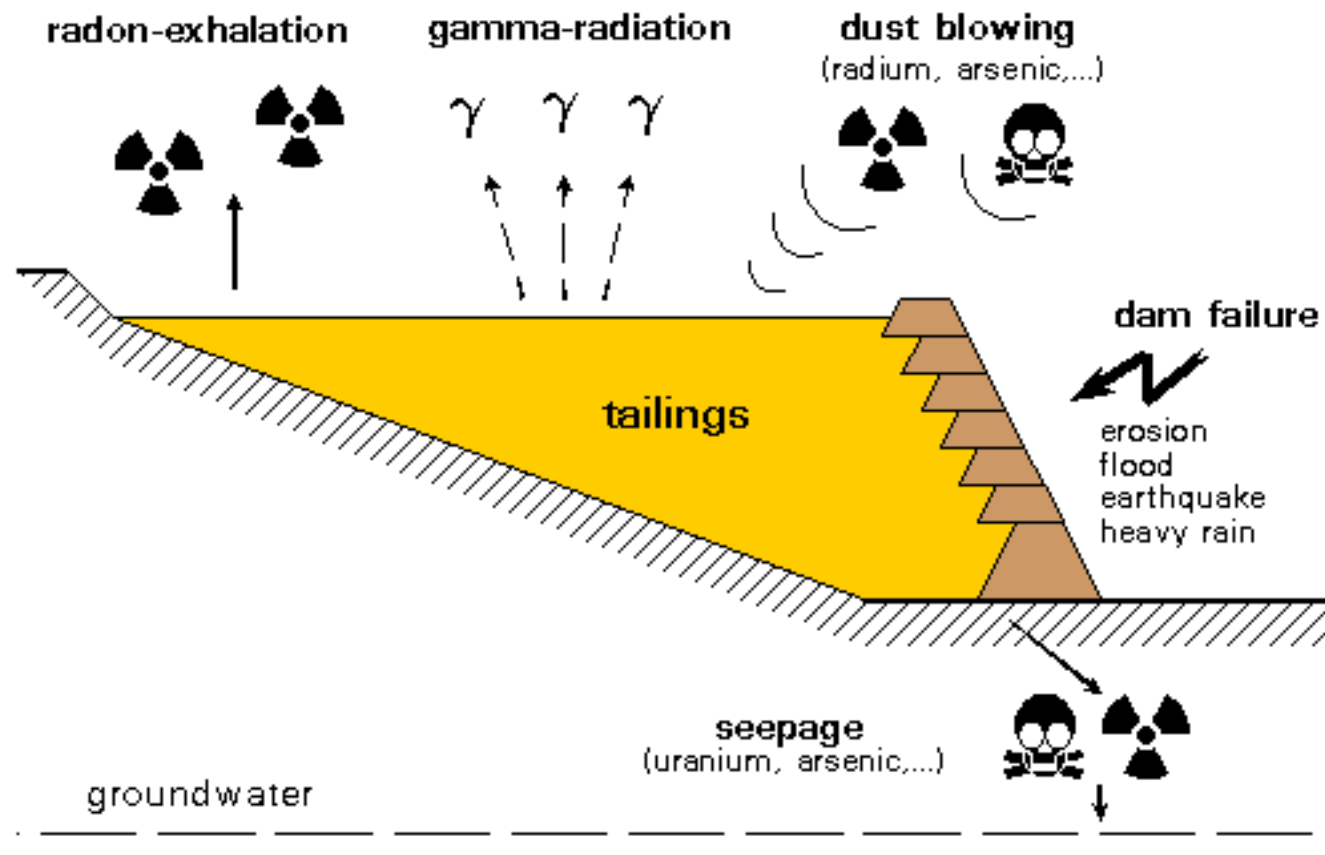 radon-exhalation
gamma-radiation
dust blowing
(radium, arsenic,...)
γ γ γ
dam failure
tailings
erosion
flood
earthquake
heavy rain
seepage
(uranium, arsenic,...)
groundwater